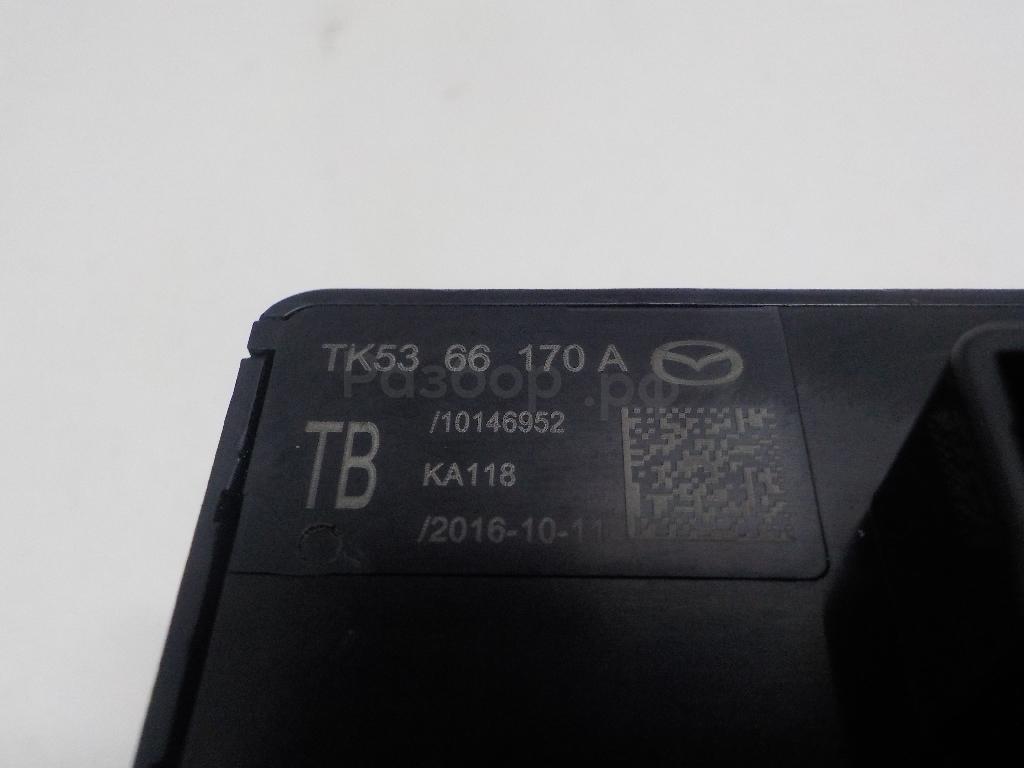 TK53 66 170 A
Разбор.рф
/10146952
TB
KA118
/2016-10-11